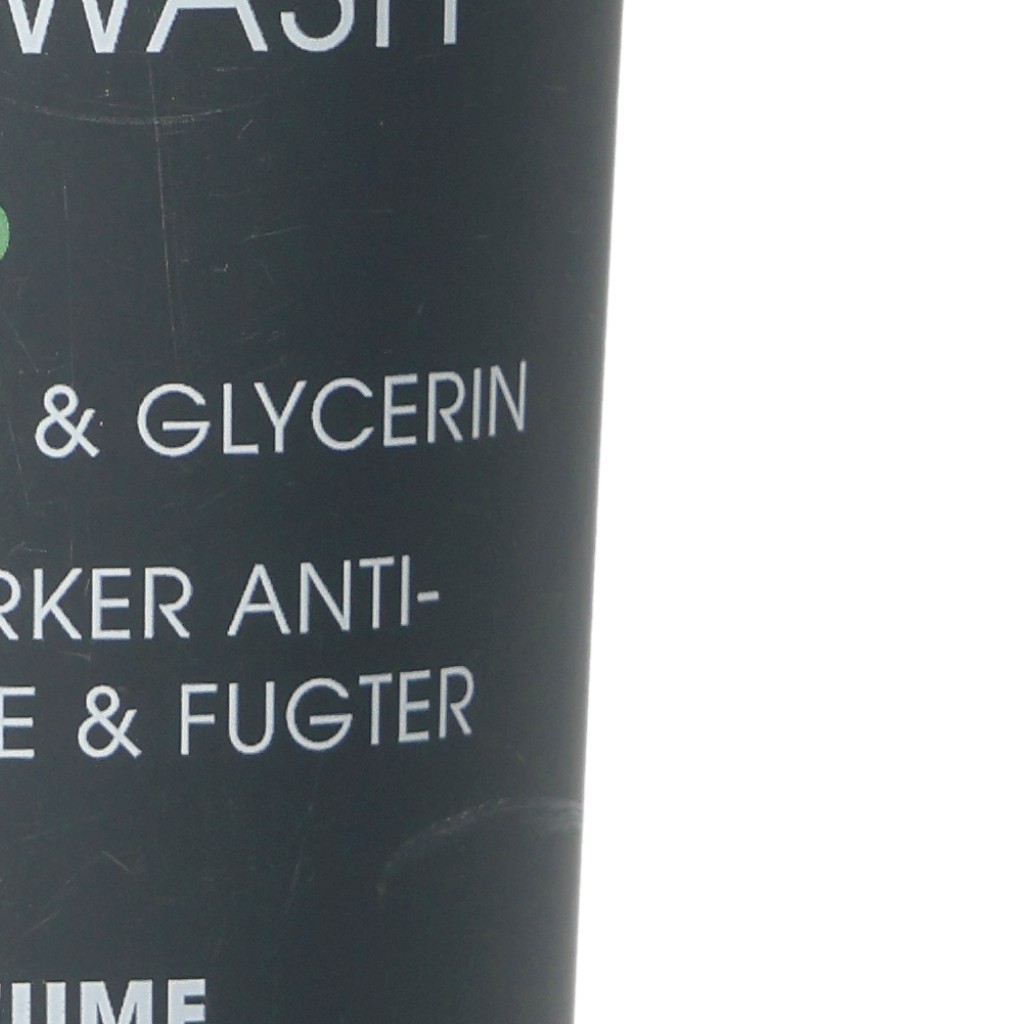 WASH
& GLYCERIN
RKER ANTI-
E & FUGTER
UME